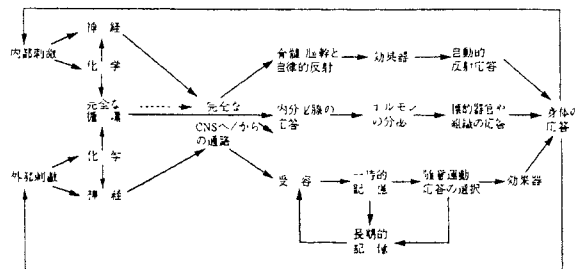 神経
内部刺激
化学
完全な
循環
化学
外部刺激
神経
完全な
CNSへ/から
の通路
脊髄,脳幹と
自律的反射
効果器
自動的
反射応答
内分泌腺の
応答
ホルモン
の分泌
標的器官や
組織の応答
身体の
応答
受容
一時的
記憶
随意運動
応答の選択
効果器
長期的
記憶